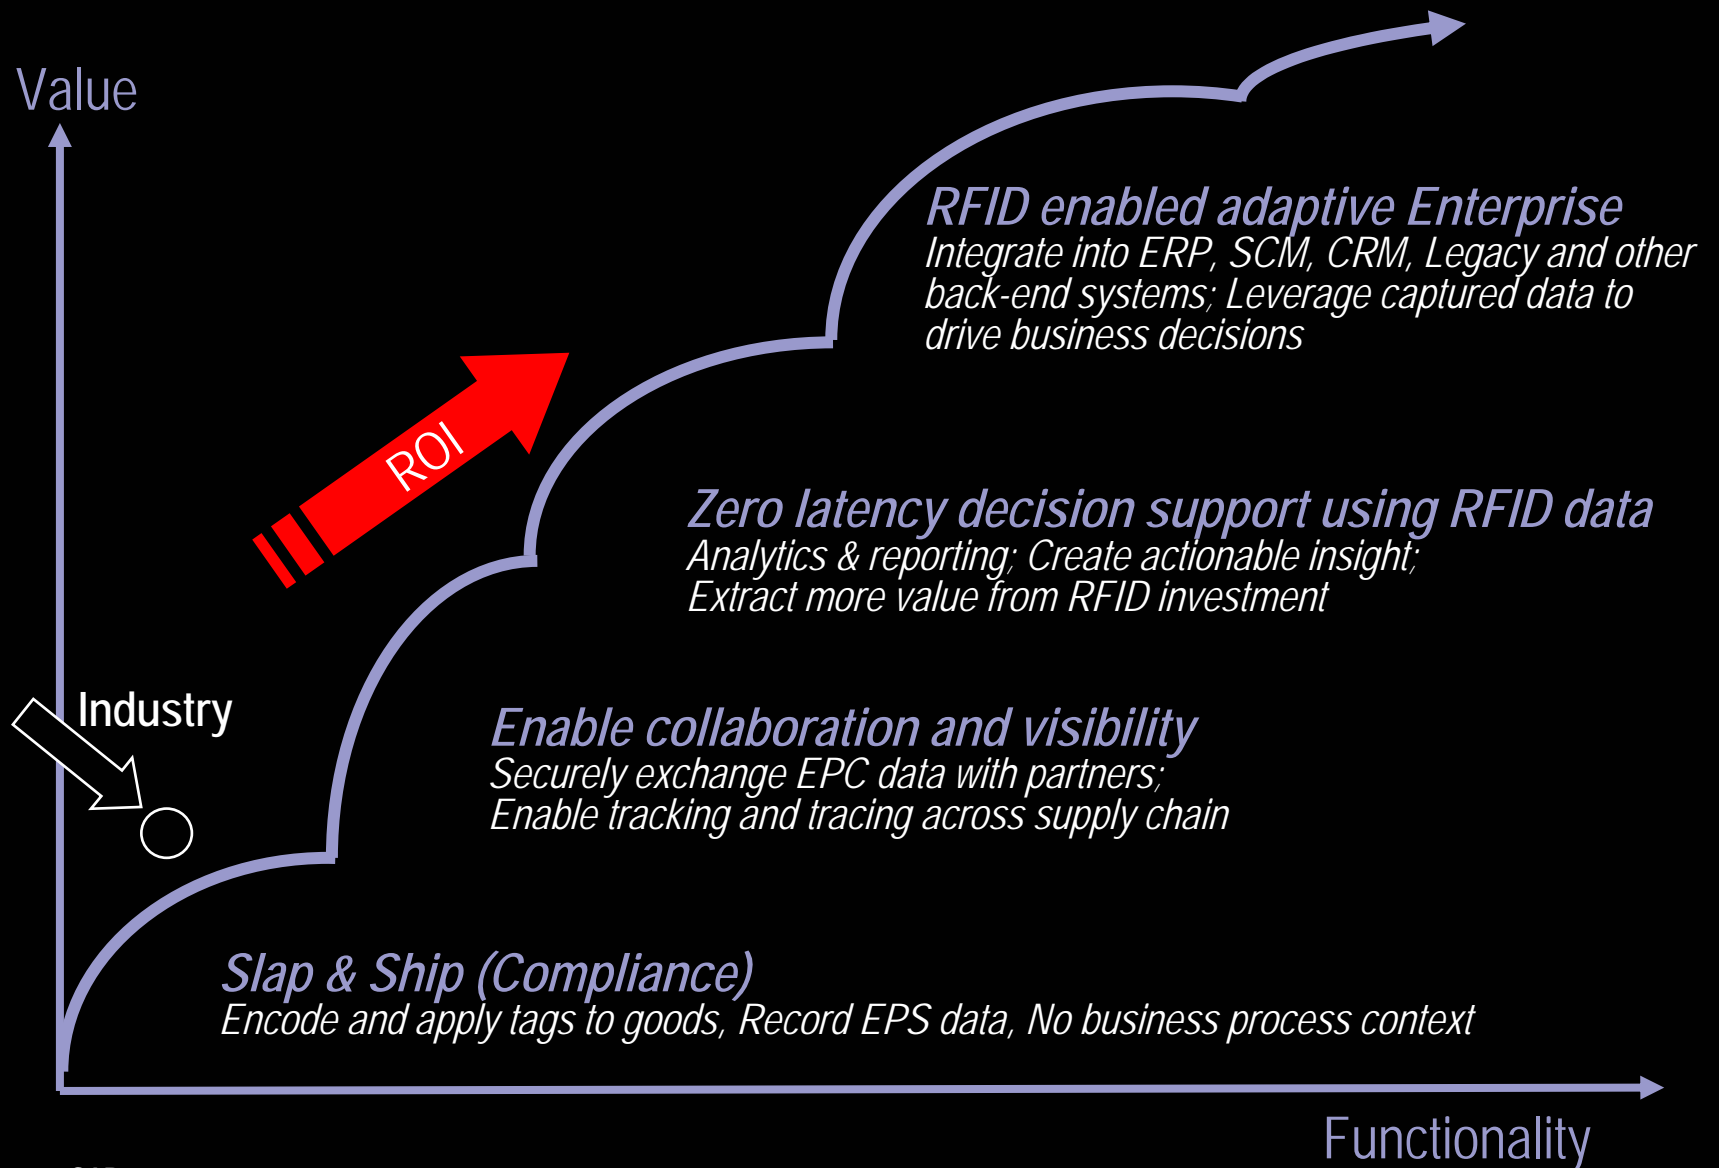 Value
RFID enabled adaptive Enterprise
Integrate into ERP, SCM, CRM, Legacy and other
back-end systems; Leverage captured data to
drive business decisions
ROI
Zero latency decision support using RFID data
Analytics & reporting; Create actionable insight;
Extract more value from RFID investment
Industry
Enable collaboration and visibility
Securely exchange EPC data with partners;
Enable tracking and tracing across supply chain
Slap & Ship (Compliance)
Encode and apply tags to goods, Record EPS data, No business process context
Functionality